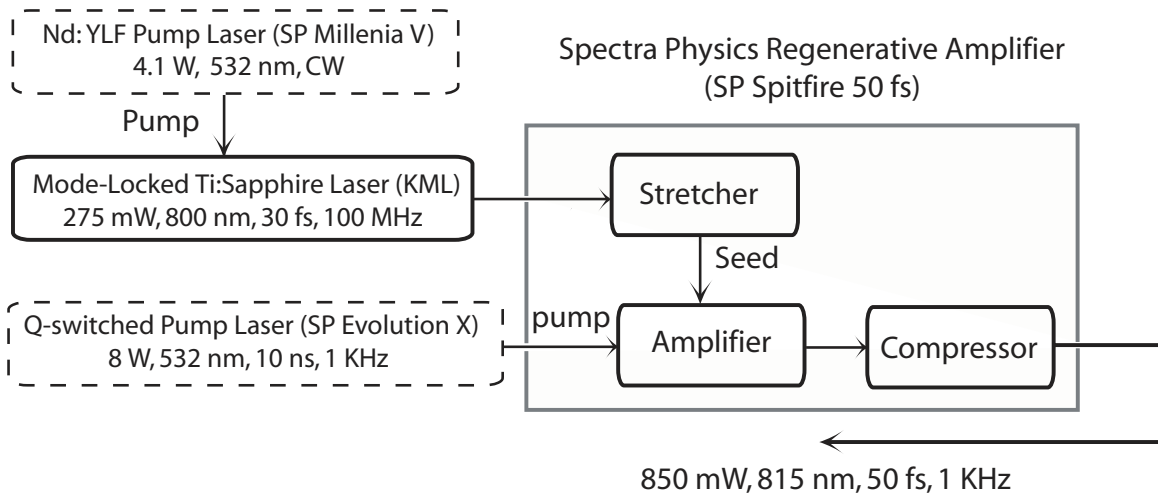 Nd: YLF Pump Laser (SP Millenia V)
4.1 W, 532 nm, CW
Pump
Mode-Locked Ti:Sapphire Laser (KML)
275 mW, 800 nm, 30 fs, 100 MHz
Q-switched Pump Laser (SP Evolution X)
8 W, 532 nm, 10 ns, 1 KHz
Spectra Physics Regenerative Amplifier
(SP Spitfire 50 fs)
Stretcher
Seed
pump
Amplifier
Compressor
850 mW, 815 nm, 50 fs, 1 KHz